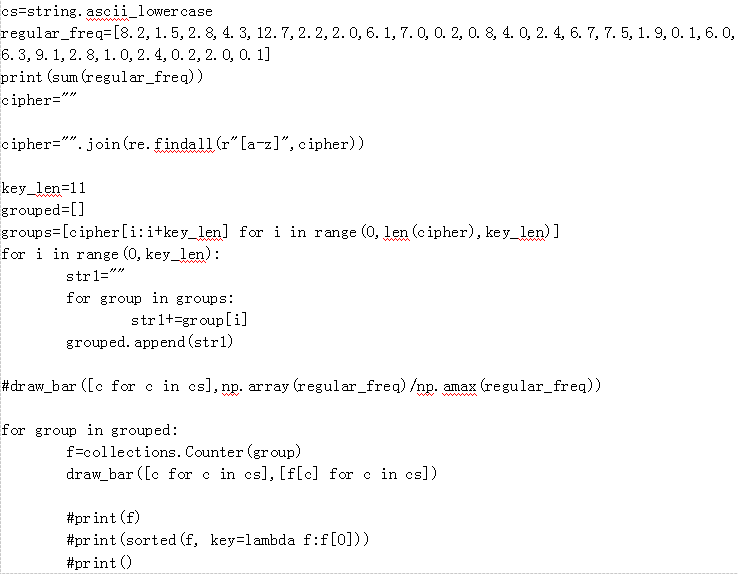 cs=string.ascii_lowercase
regular_freq=[8.2,1.5,2.8,4.3,12.7,2.2,2.0,6.1,7.0,0.2,0.8,4.0,2.4,6.7,7.5,1.9,0.1,6.0,
6.3,9.1,2.8,1.0,2.4,0.2,2.0,0.1]
print(sum(regular_freq))
cipher=""
cipher="".join(re.findall(r"[a-z]",cipher))
key_len=11
grouped=[]
groups=[cipher[i:i+key_len] for i in range(0,len(cipher),key_len)]
for i in range(0,key_len):
str1=""
for group in groups:
str1+=group[i]
grouped.append(str1)
#draw_bar([c for c in cs],np.array(regular_freq)/np.amax(regular_freq))
for group in grouped:
f=collections.Counter(group)
draw_bar([c for c in cs],[f[c] for c in cs])
#print(f)
#print(sorted(f, key=lambda f:f[0]))
#print()